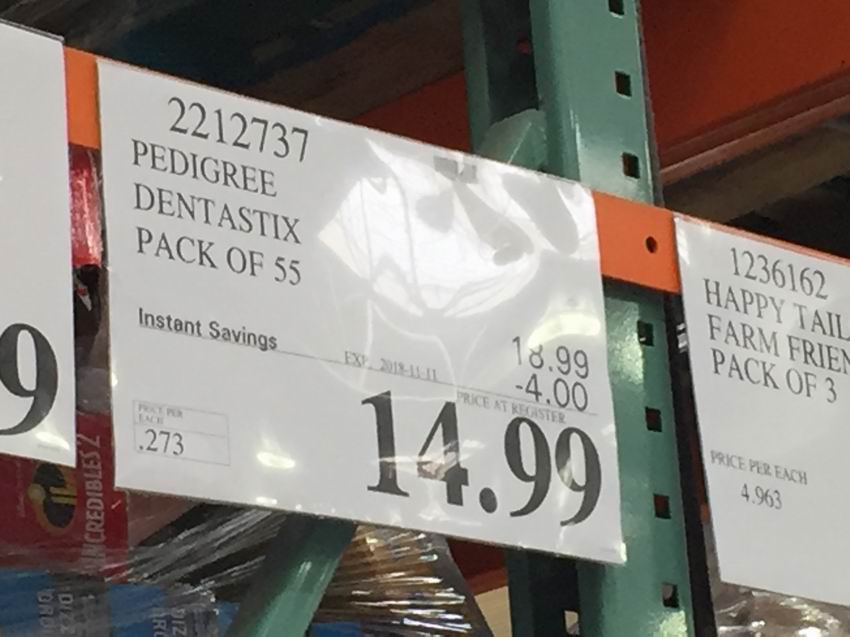 9
2212737
PEDIGREE
DENTASTIX
PACK OF 55
Instant Savings
18.99
EXP. 2018-11-11
-4.00
PRICE AT REGISTER
14.99
PRICE PER
EACH
.273
1236162
HAPPY TAIL
FARM FRIEN
PACK OF 3
PRICE PER EACH
4.963
INCREDIBLES 2